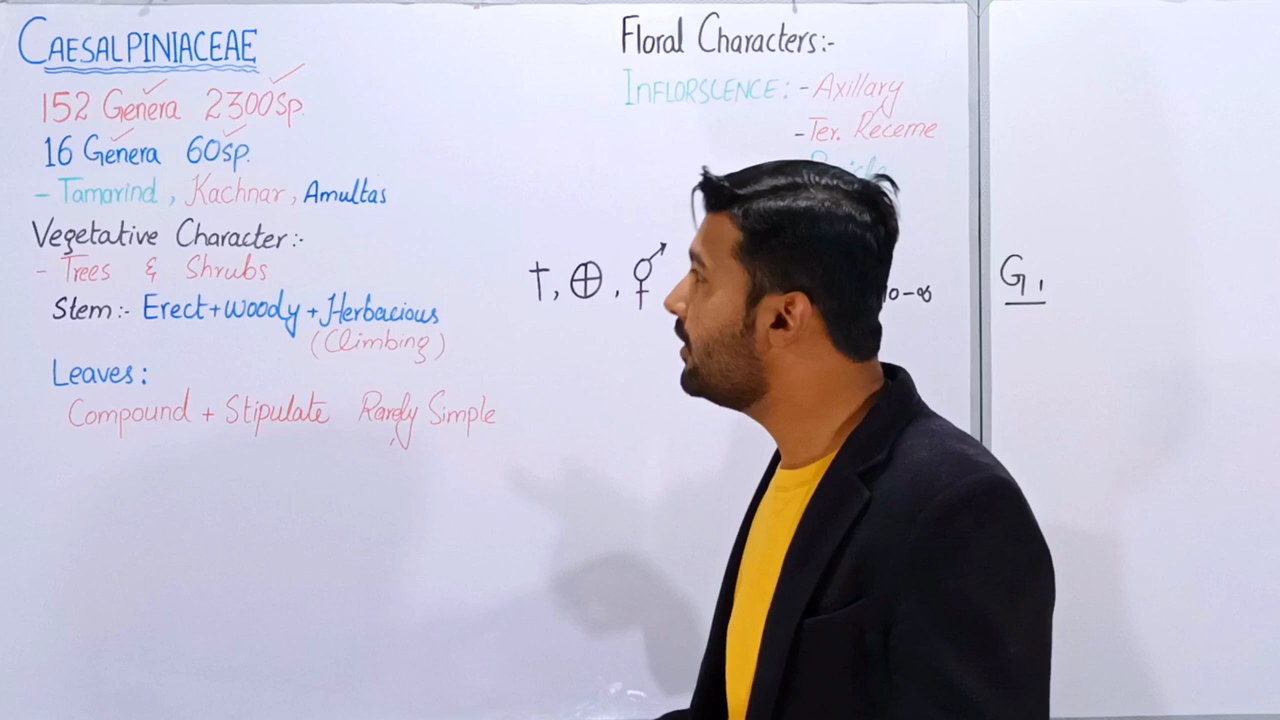 CAESALPINIACEAE
152 Genera 2300 Sp.
16 Genera 60 Sp.
- Tamarind, Kachnar, Amultas
Vegetative Character:-
- Trees & Shrubs
Stem:- Erect+woody+Herbacious
(Climbing)
Leaves:
Compound + Stipulate Rarely Simple
Floral Characters:-
INFLORSCENCE: - Axillary
- Ter. Receme
†, ⊕, ⚥ 10-∞ G1